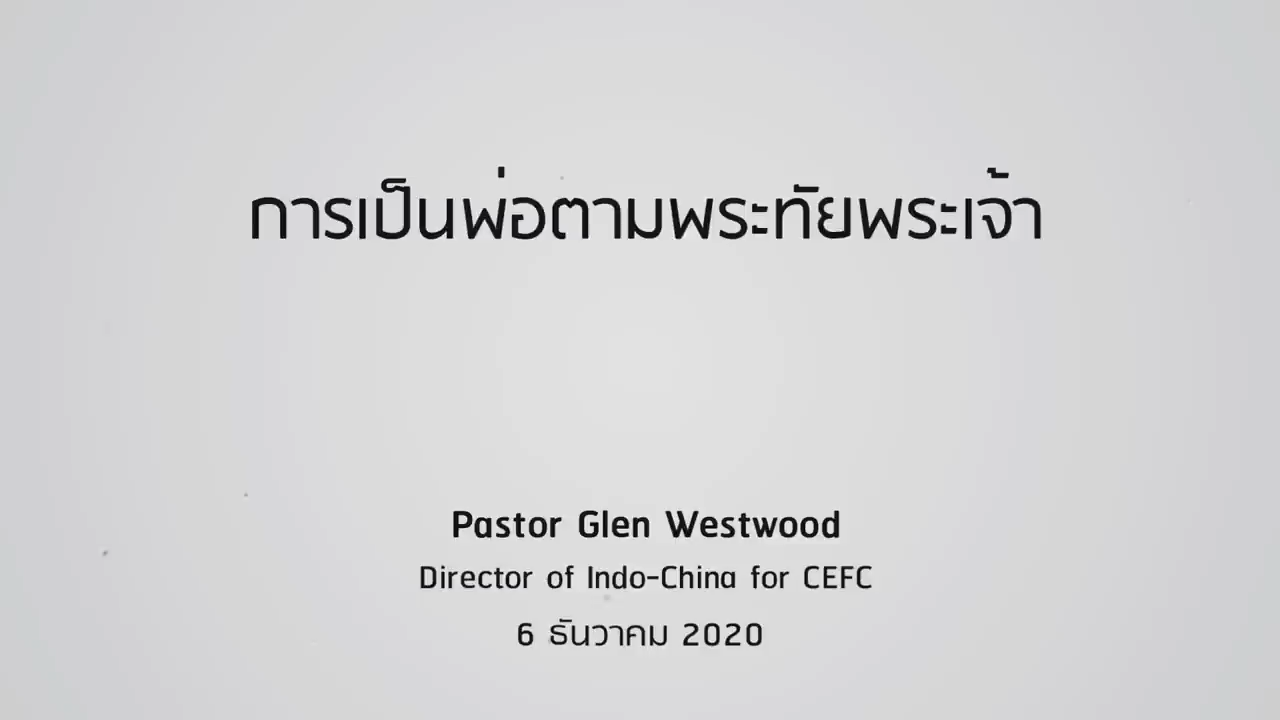 การเป็นพ่อตามพระทัยพระเจ้า
Pastor Glen Westwood
Director of Indo-China for CEFC
6 ธันวาคม 2020